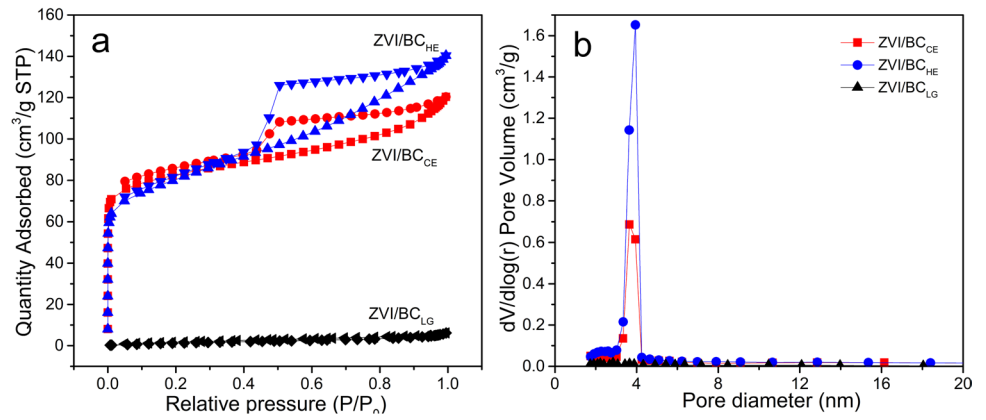 a
160
140
120
100
80
60
40
20
0
Quantity Adsorbed (cm³/g STP)
ZVI/BC_HE
ZVI/BC_CE
ZVI/BC_LG
0.0 0.2 0.4 0.6 0.8 1.0
Relative pressure (P/P₀)
b
1.6
1.4
1.2
1.0
0.8
0.6
0.4
0.2
0.0
dV/dlog(r) Pore Volume (cm³/g)
ZVI/BC_CE
ZVI/BC_HE
ZVI/BC_LG
0 4 8 12 16 20
Pore diameter (nm)